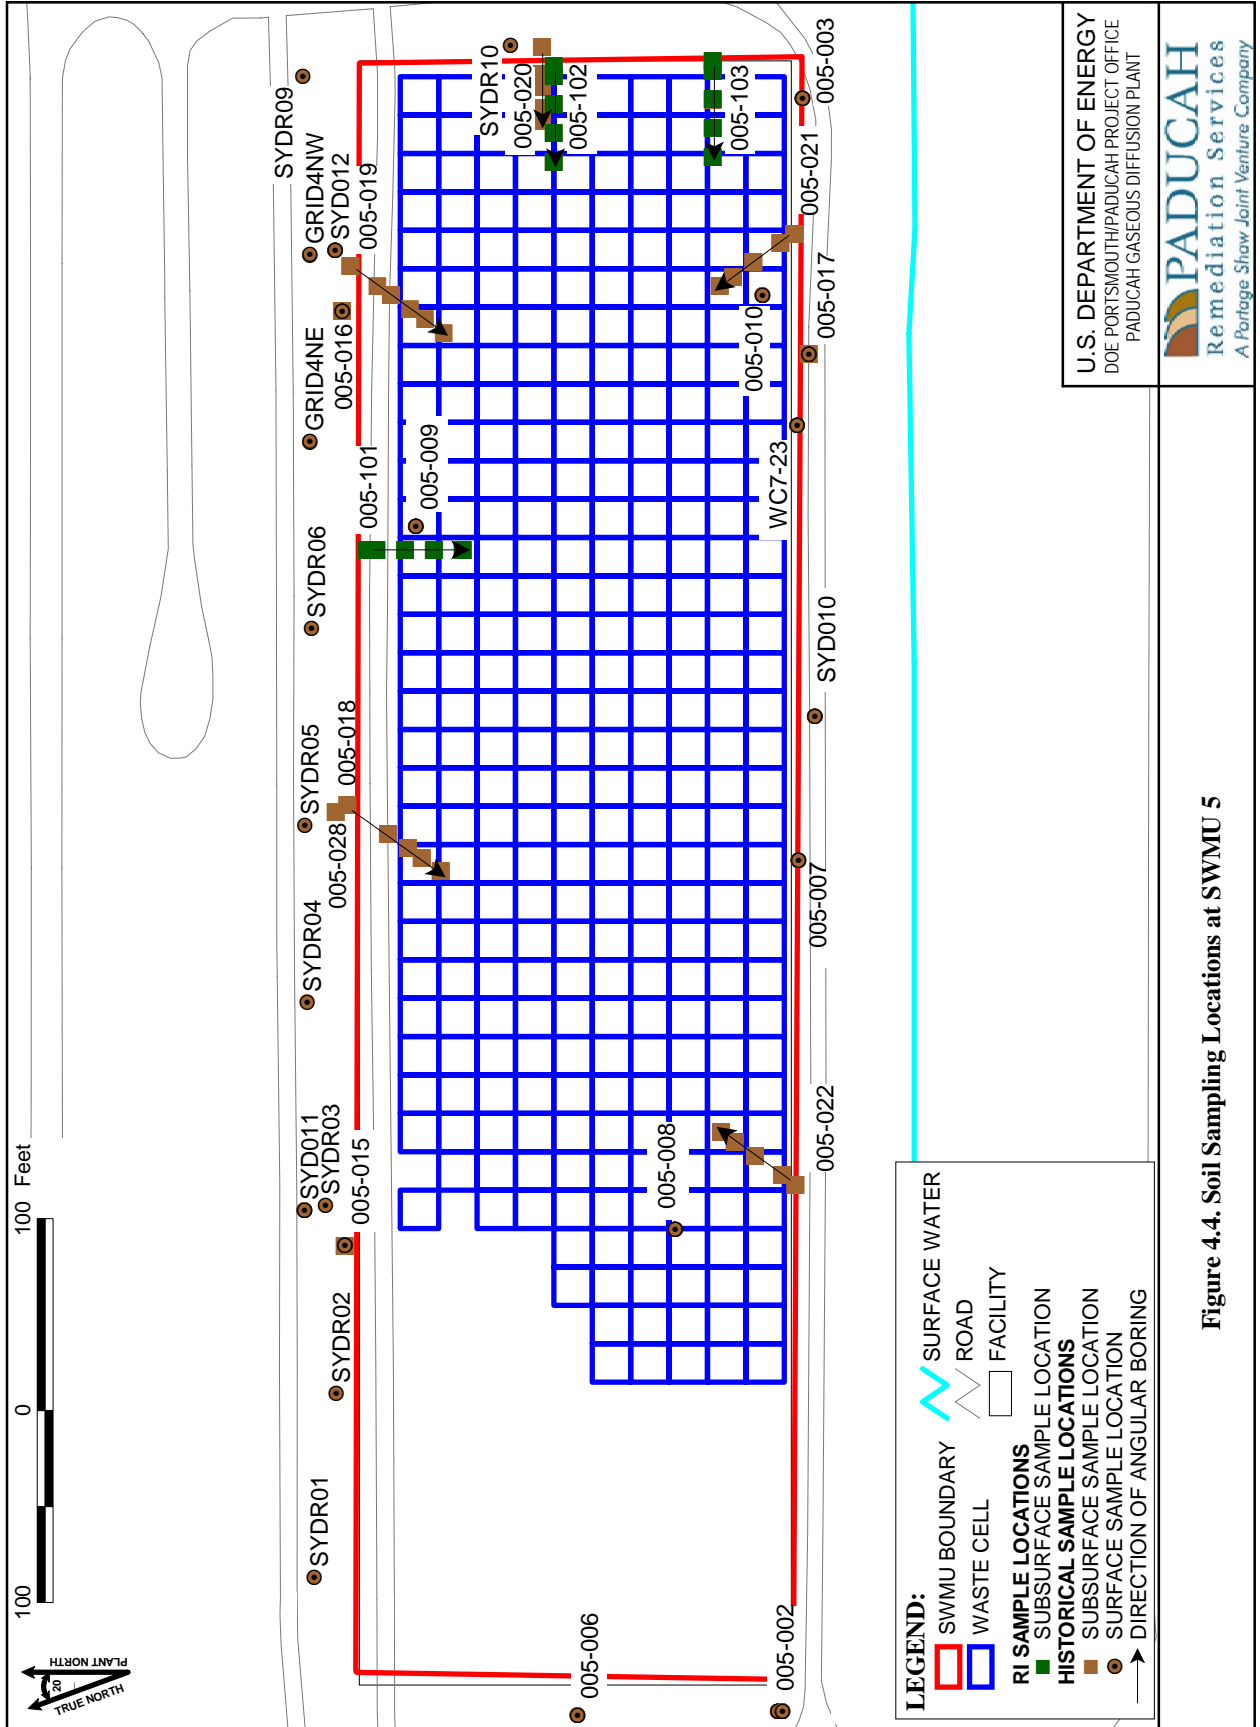 100 0 100 Feet
PLANT NORTH
20
TRUE NORTH
SYDR01
SYDR02
SYD011
SYDR03
005-015
SYDR04
SYDR05
005-028
005-018
SYDR06
005-101
005-009
GRID4NE
005-016
GRID4NW
SYD012
005-019
SYDR09
SYDR10
005-020
005-102
005-103
005-003
005-021
005-010
005-017
WC7-23
SYD010
005-007
005-008
005-022
005-006
005-002
LEGEND:
SWMU BOUNDARY
WASTE CELL
SURFACE WATER
ROAD
FACILITY
RI SAMPLE LOCATIONS
SUBSURFACE SAMPLE LOCATION
HISTORICAL SAMPLE LOCATIONS
SUBSURFACE SAMPLE LOCATION
SURFACE SAMPLE LOCATION
DIRECTION OF ANGULAR BORING
U.S. DEPARTMENT OF ENERGY
DOE PORTSMOUTH/PADUCAH PROJECT OFFICE
PADUCAH GASEOUS DIFFUSION PLANT
PADUCAH
Remediation Services
A Portage Shaw Joint Venture Company
Figure 4.4. Soil Sampling Locations at SWMU 5